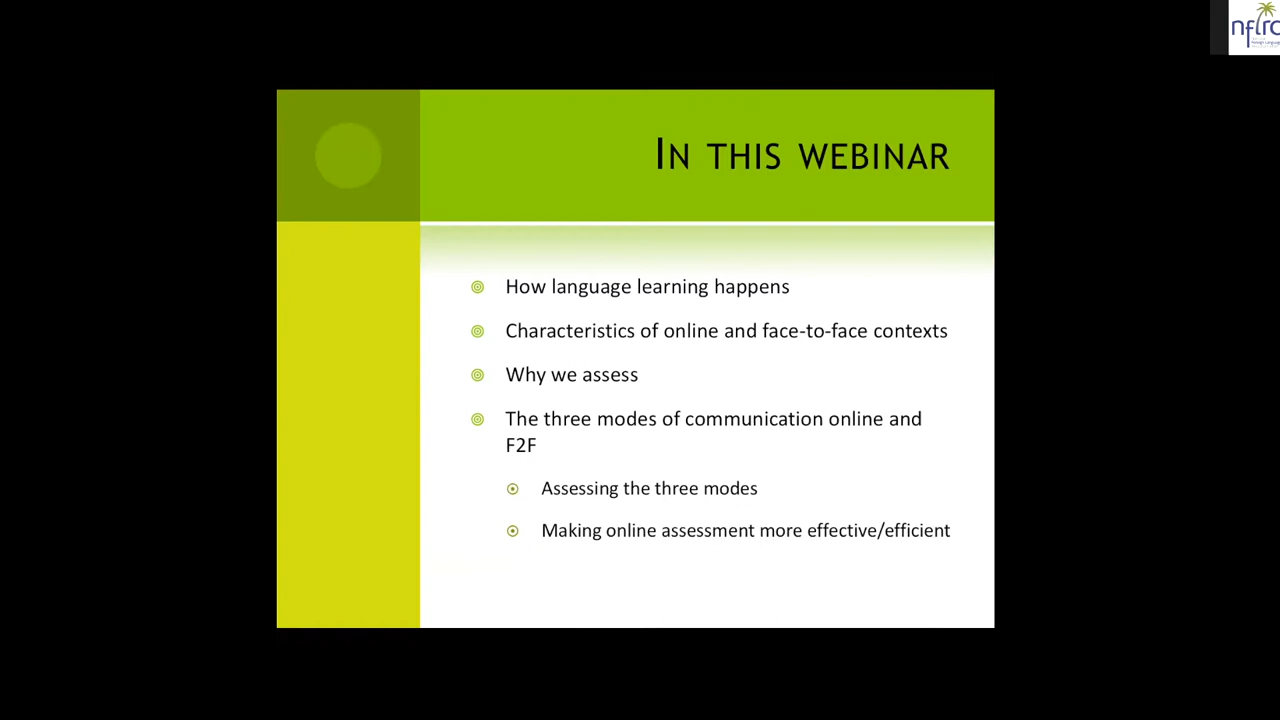 nflrc
IN THIS WEBINAR
How language learning happens
Characteristics of online and face-to-face contexts
Why we assess
The three modes of communication online and
F2F
Assessing the three modes
Making online assessment more effective/efficient